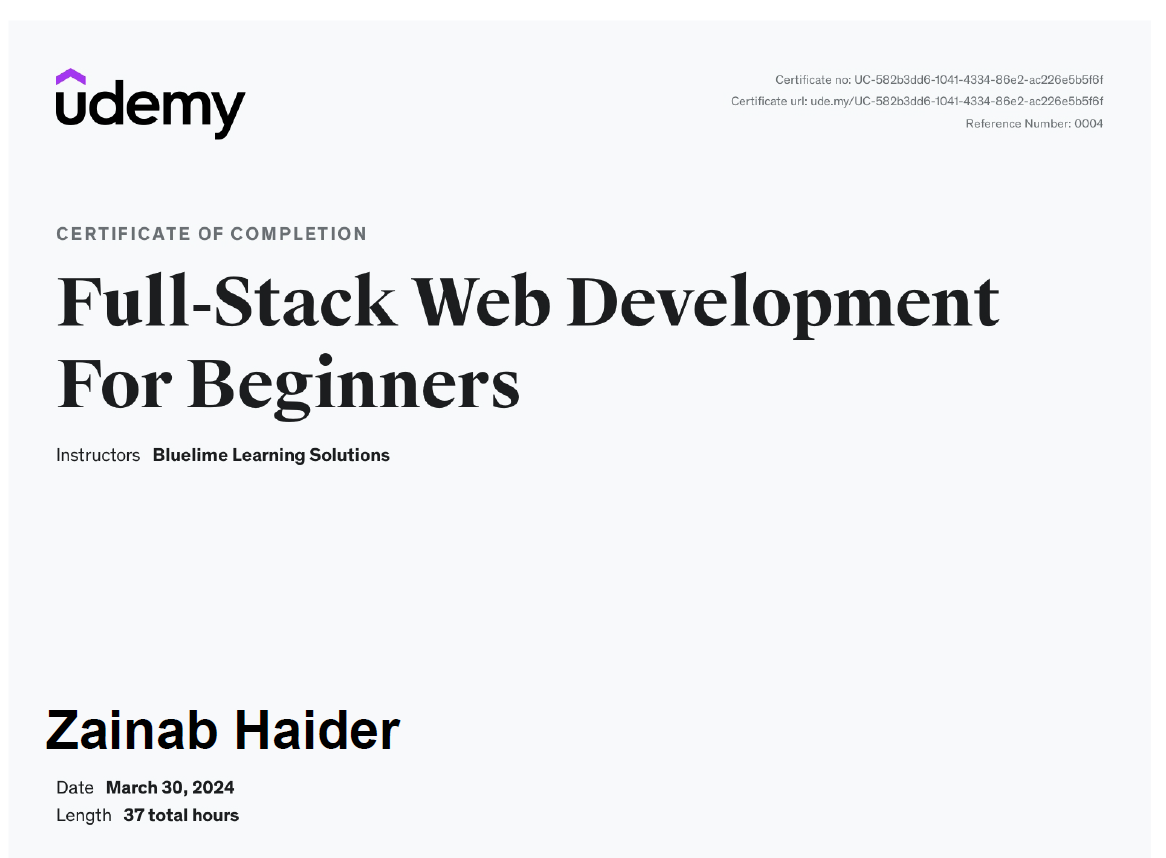 udemy
Certificate no: UC-582b3dd6-1041-4334-86e2-ac226e5b5f6f
Certificate url: ude.my/UC-582b3dd6-1041-4334-86e2-ac226e5b5f6f
Reference Number: 0004
CERTIFICATE OF COMPLETION
Full-Stack Web Development
For Beginners
Instructors Bluelime Learning Solutions
Zainab Haider
Date March 30, 2024
Length 37 total hours